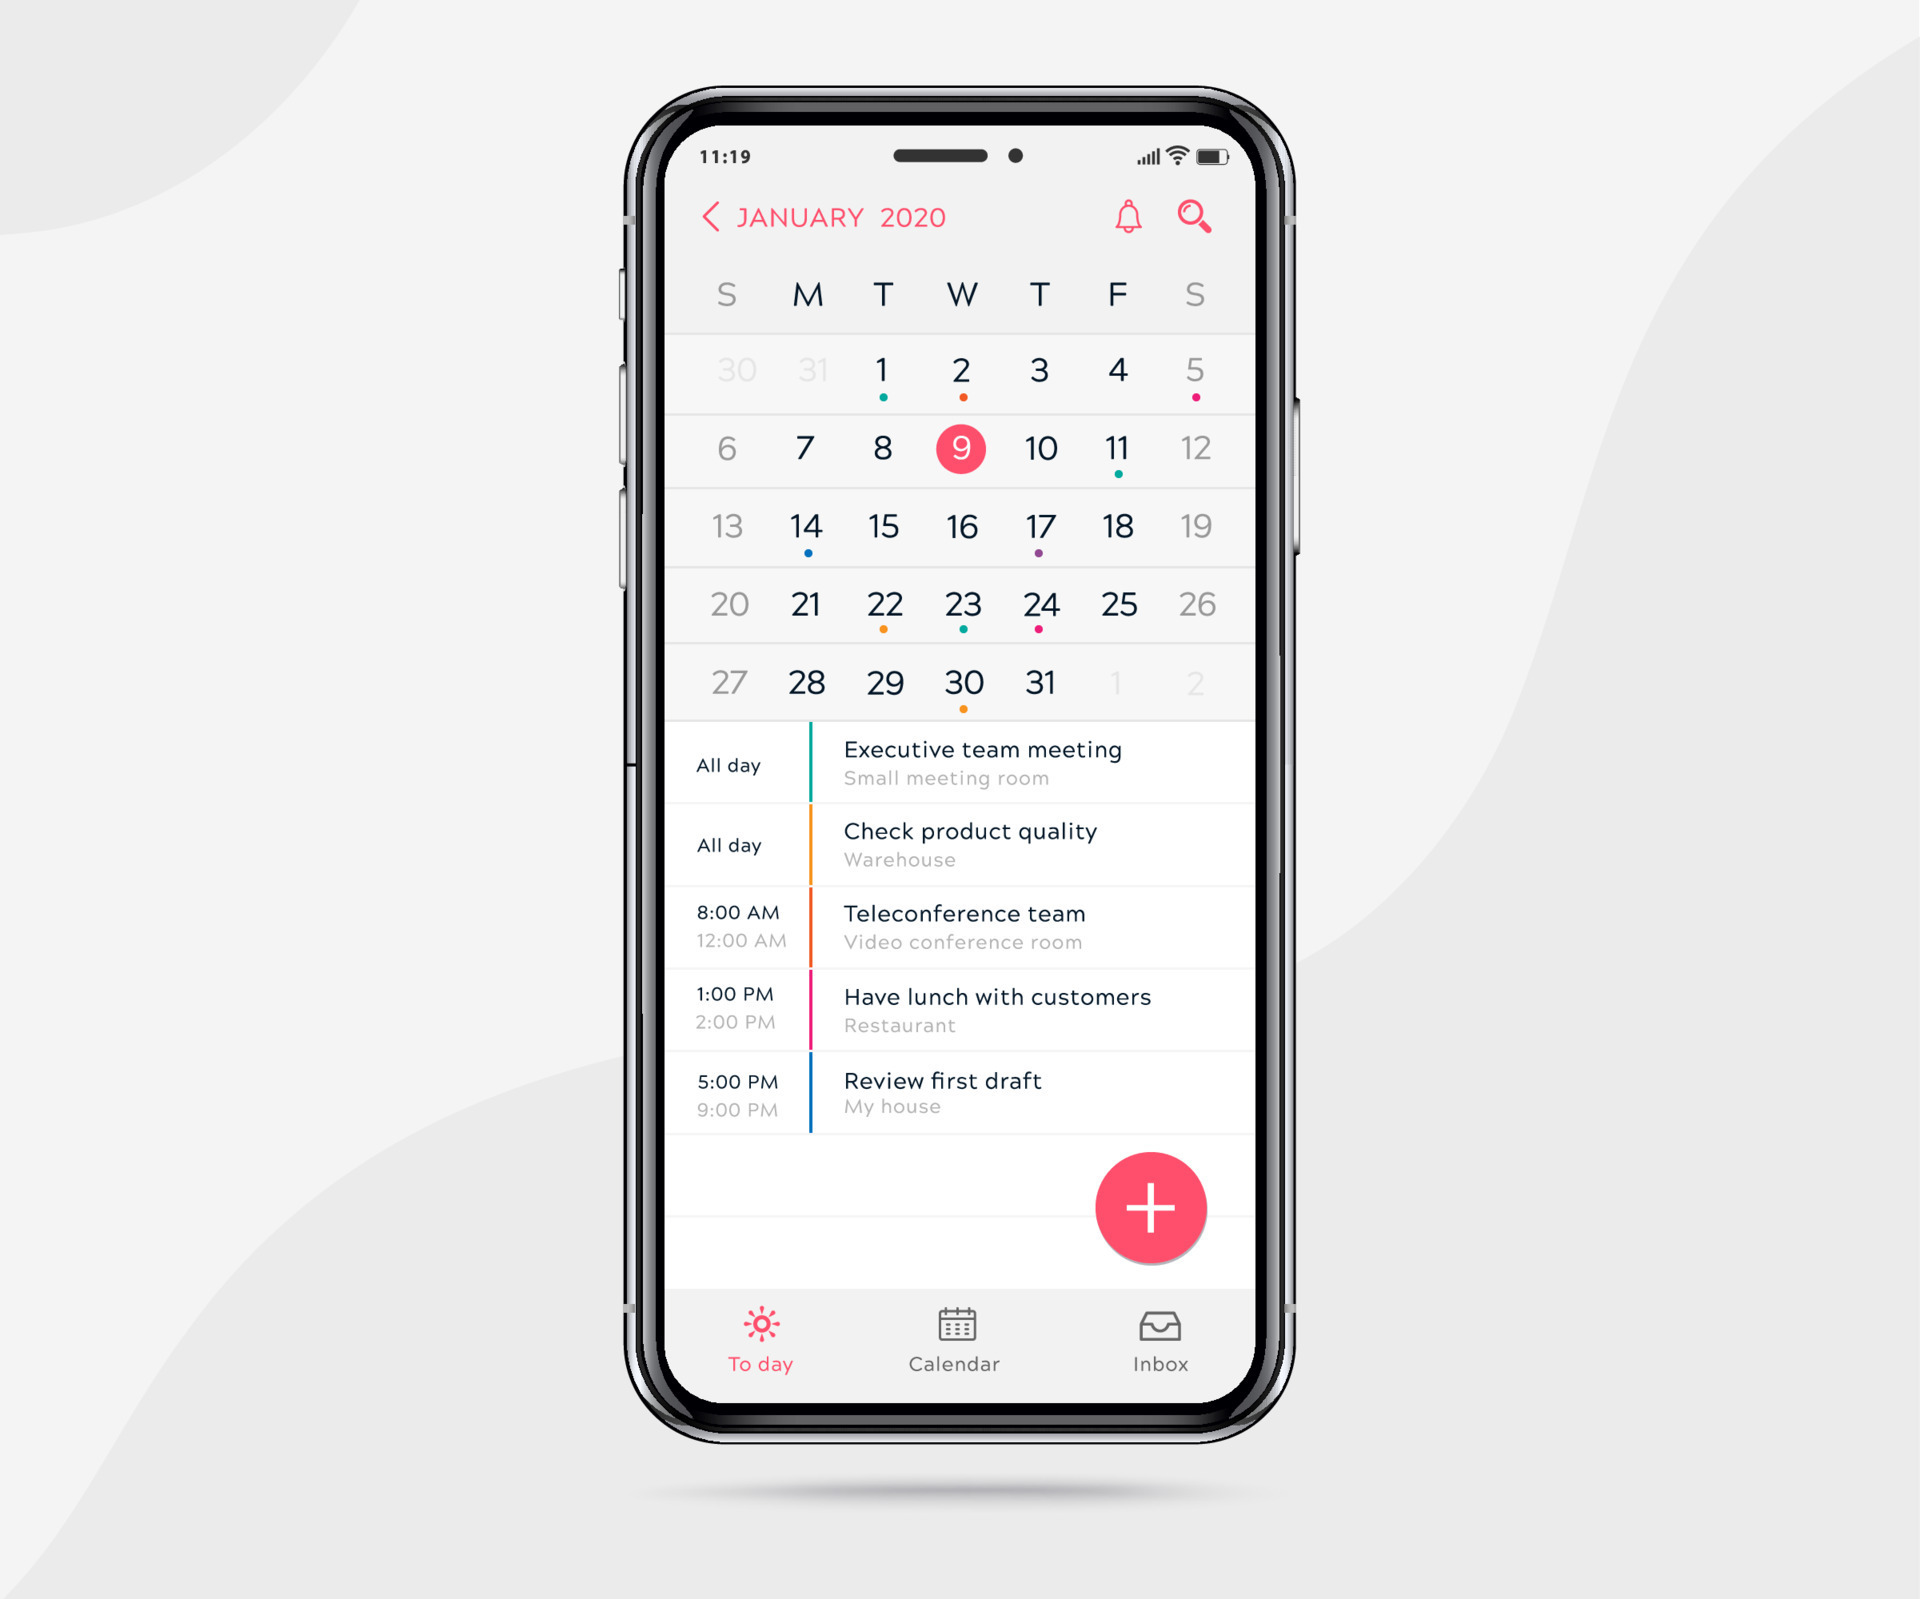 11:19
JANUARY 2020
S M T W T F S
30 31 1 2 3 4 5
6 7 8 9 10 11 12
13 14 15 16 17 18 19
20 21 22 23 24 25 26
27 28 29 30 31 1 2
All day
Executive team meeting
Small meeting room
All day
Check product quality
Warehouse
8:00 AM
12:00 AM
Teleconference team
Video conference room
1:00 PM
2:00 PM
Have lunch with customers
Restaurant
5:00 PM
9:00 PM
Review first draft
My house
To day
Calendar
Inbox